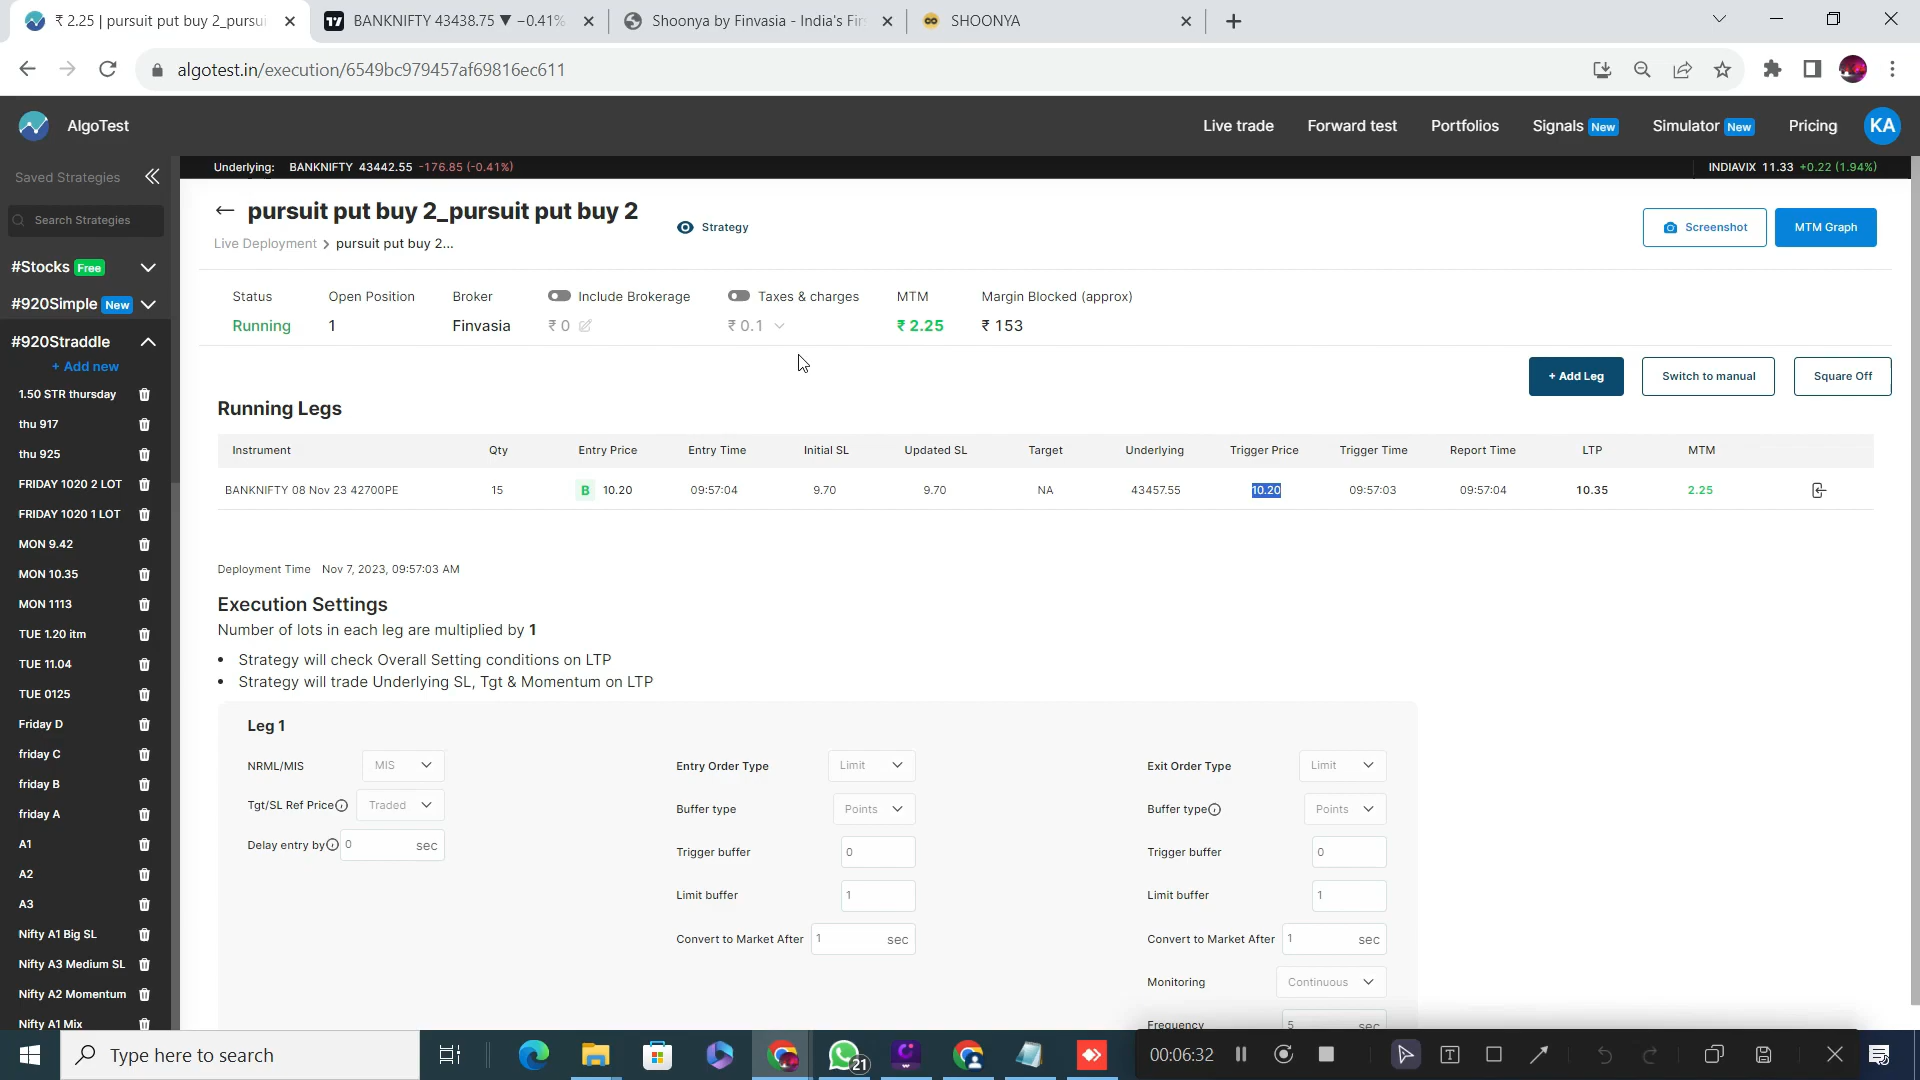 ₹ 2.25 | pursuit put buy 2_pursui
BANKNIFTY 43438.75 ▼ −0.41%
Shoonya by Finvasia - India's Fir
SHOONYA
algotest.in/execution/6549bc979457af69816ec611
AlgoTest
Live trade
Forward test
Portfolios
Signals New
Simulator New
Pricing
KA
Saved Strategies
Underlying: BANKNIFTY 43442.55 -176.85 (-0.41%)
INDIAVIX 11.33 +0.22 (1.94%)
Search Strategies
#Stocks Free
#920Simple New
#920Straddle
+ Add new
1.50 STR thursday
thu 917
thu 925
FRIDAY 1020 2 LOT
FRIDAY 1020 1 LOT
MON 9.42
MON 10.35
MON 1113
TUE 1.20 itm
TUE 11.04
TUE 0125
Friday D
friday C
friday B
friday A
A1
A2
A3
Nifty A1 Big SL
Nifty A3 Medium SL
Nifty A2 Momentum
Nifty A1 Mix
← pursuit put buy 2_pursuit put buy 2
Strategy
Screenshot
MTM Graph
Live Deployment > pursuit put buy 2...
Status Open Position Broker Include Brokerage Taxes & charges MTM Margin Blocked (approx)
Running 1 Finvasia ₹ 0 ₹ 0.1 ₹ 2.25 ₹ 153
+ Add Leg
Switch to manual
Square Off
Running Legs
Instrument Qty Entry Price Entry Time Initial SL Updated SL Target Underlying Trigger Price Trigger Time Report Time LTP MTM
BANKNIFTY 08 Nov 23 42700PE 15 B 10.20 09:57:04 9.70 9.70 NA 43457.55 10.20 09:57:03 09:57:04 10.35 2.25
Deployment Time Nov 7, 2023, 09:57:03 AM
Execution Settings
Number of lots in each leg are multiplied by 1
• Strategy will check Overall Setting conditions on LTP
• Strategy will trade Underlying SL, Tgt & Momentum on LTP
Leg 1
NRML/MIS MIS
Entry Order Type Limit
Exit Order Type Limit
Tgt/SL Ref Price Traded
Buffer type Points
Buffer type Points
Delay entry by 0 sec
Trigger buffer 0
Trigger buffer 0
Limit buffer 1
Limit buffer 1
Convert to Market After 1 sec
Convert to Market After 1 sec
Monitoring Continuous
Frequency 5 sec
Type here to search
21
00:06:32